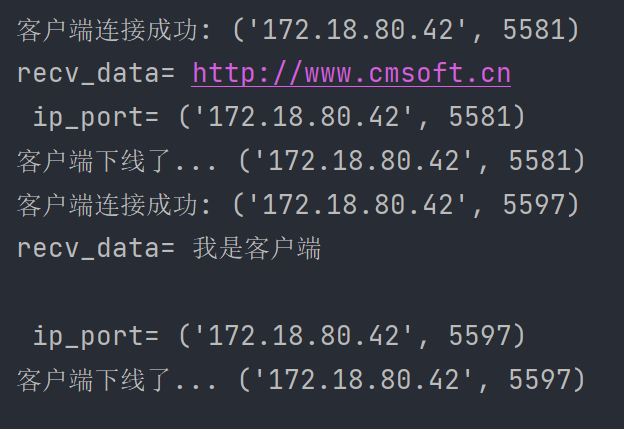 客户端连接成功: ('172.18.80.42', 5581)
recv_data= http://www.cmsoft.cn
 ip_port= ('172.18.80.42', 5581)
客户端下线了... ('172.18.80.42', 5581)
客户端连接成功: ('172.18.80.42', 5597)
recv_data= 我是客户端
 ip_port= ('172.18.80.42', 5597)
客户端下线了... ('172.18.80.42', 5597)